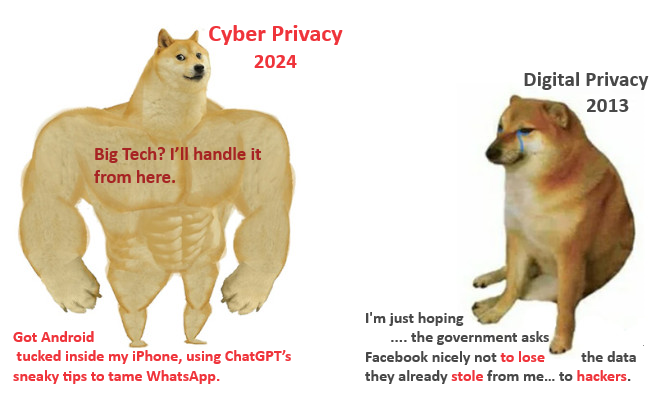 Cyber Privacy
2024
Big Tech? I'll handle it
from here.
Got Android
tucked inside my iPhone, using ChatGPT's
sneaky tips to tame WhatsApp.
Digital Privacy
2013
I'm just hoping
.... the government asks
Facebook nicely not to lose the data
they already stole from me... to hackers.